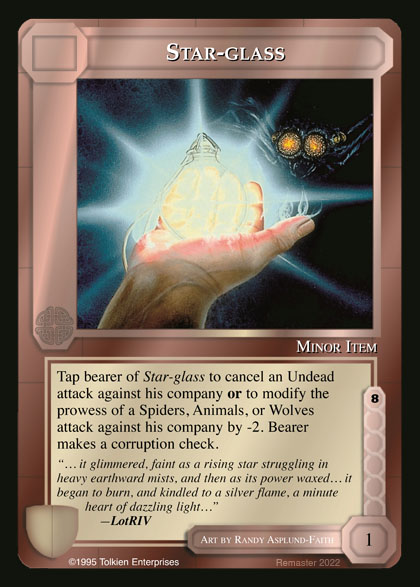 STAR-GLASS
MINOR ITEM
Tap bearer of Star-glass to cancel an Undead
attack against his company or to modify the
prowess of a Spiders, Animals, or Wolves
attack against his company by -2. Bearer
makes a corruption check.
8
“… it glimmered, faint as a rising star struggling in
heavy earthward mists, and then as its power waxed… it
began to burn, and kindled to a silver flame, a minute
heart of dazzling light…”
—LotRIV
ART BY RANDY ASPLUND-FAITH
1
©1995 Tolkien Enterprises
Remaster 2022